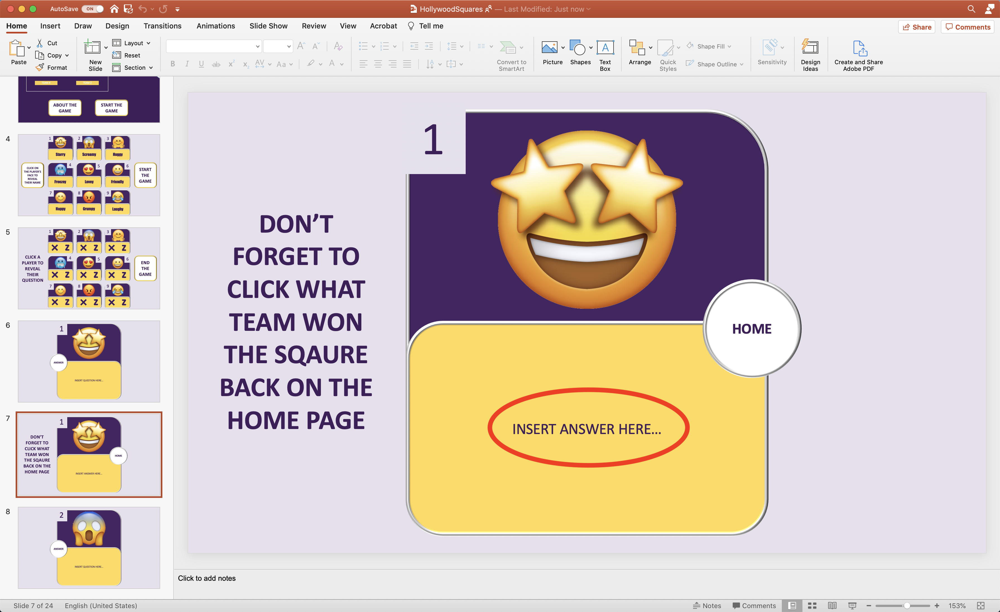 AutoSave ON
HollywoodSquares — Last Modified: Just now
Home Insert Draw Design Transitions Animations Slide Show Review View Acrobat Tell me Share Comments
Paste
Cut
Copy
Format
New
Slide
Layout
Reset
Section
B I U ab x² x₂ AV Aa A
Convert to
SmartArt
Picture
Shapes
A
Text
Box
Arrange
Quick
Styles
Shape Fill
Shape Outline
Sensitivity
Design
Ideas
Create and Share
Adobe PDF
TEAM X TEAM Z
ABOUT THE
GAME
START THE
GAME
4
1 2 3
Starry Screamy Huggy
CLICK ON
THE PLAYER'S
FACE TO
REVEAL
THEIR NAME
4 5 6
Freezey Lovey Friendly
START
THE
GAME
7 8 9
Happy Grumpy Laughy
5
1 2 3
X Z X Z X Z
CLICK A
PLAYER TO
REVEAL
THEIR
QUESTION
4 5 6
X Z X Z X Z
END
THE
GAME
7 8 9
X Z X Z X Z
6
1
ANSWER
INSERT QUESTION HERE...
7
1
DON'T
FORGET TO
CLICK WHAT
TEAM WON
THE SQAURE
BACK ON THE
HOME PAGE
HOME
INSERT ANSWER HERE...
8
2
ANSWER
INSERT QUESTION HERE...
1
DON'T
FORGET TO
CLICK WHAT
TEAM WON
THE SQAURE
BACK ON THE
HOME PAGE
HOME
INSERT ANSWER HERE...
Click to add notes
Slide 7 of 24 English (United States) Notes Comments 153%